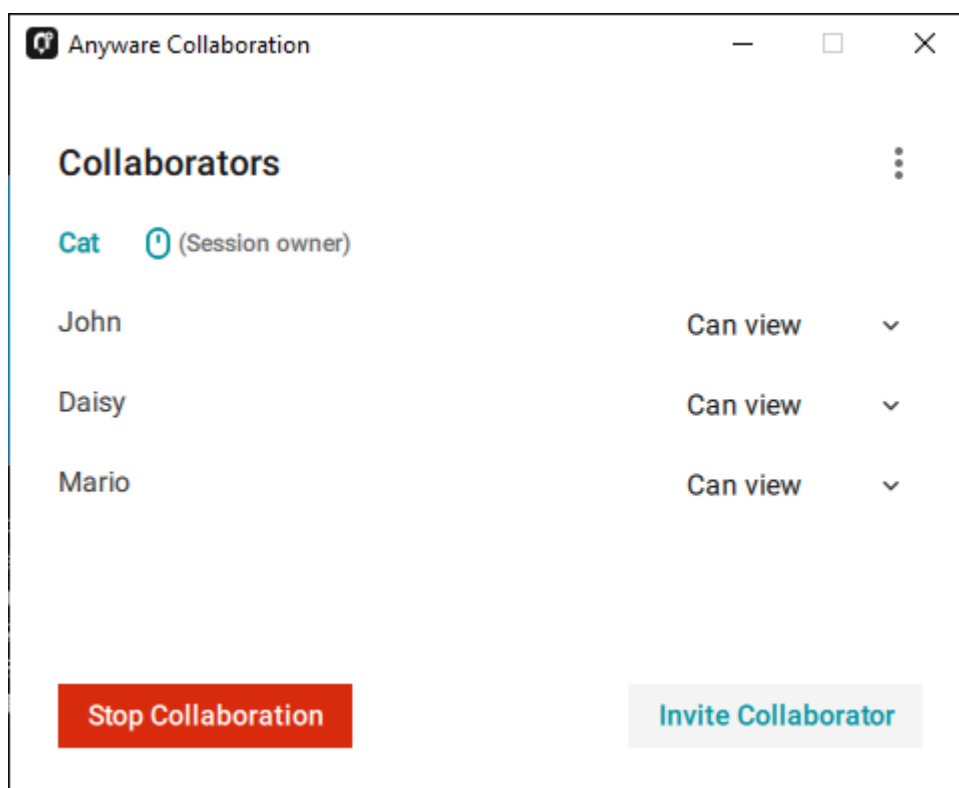 Anyware Collaboration
Collaborators
Cat (Session owner)
John Can view
Daisy Can view
Mario Can view
Stop Collaboration Invite Collaborator